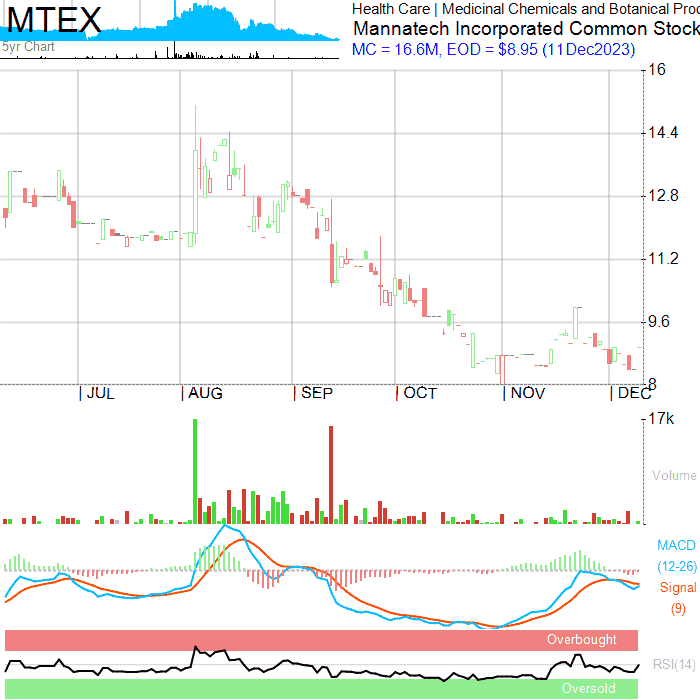 MTEX
5yr Chart
Health Care | Medicinal Chemicals and Botanical Proc
Mannatech Incorporated Common Stock
MC = 16.6M, EOD = $8.95 (11Dec2023)
16
14.4
12.8
11.2
9.6
8
| JUL | AUG | SEP | OCT | NOV | DEC
17k
Volume
MACD
(12-26)
Signal
(9)
Overbought
RSI(14)
Oversold